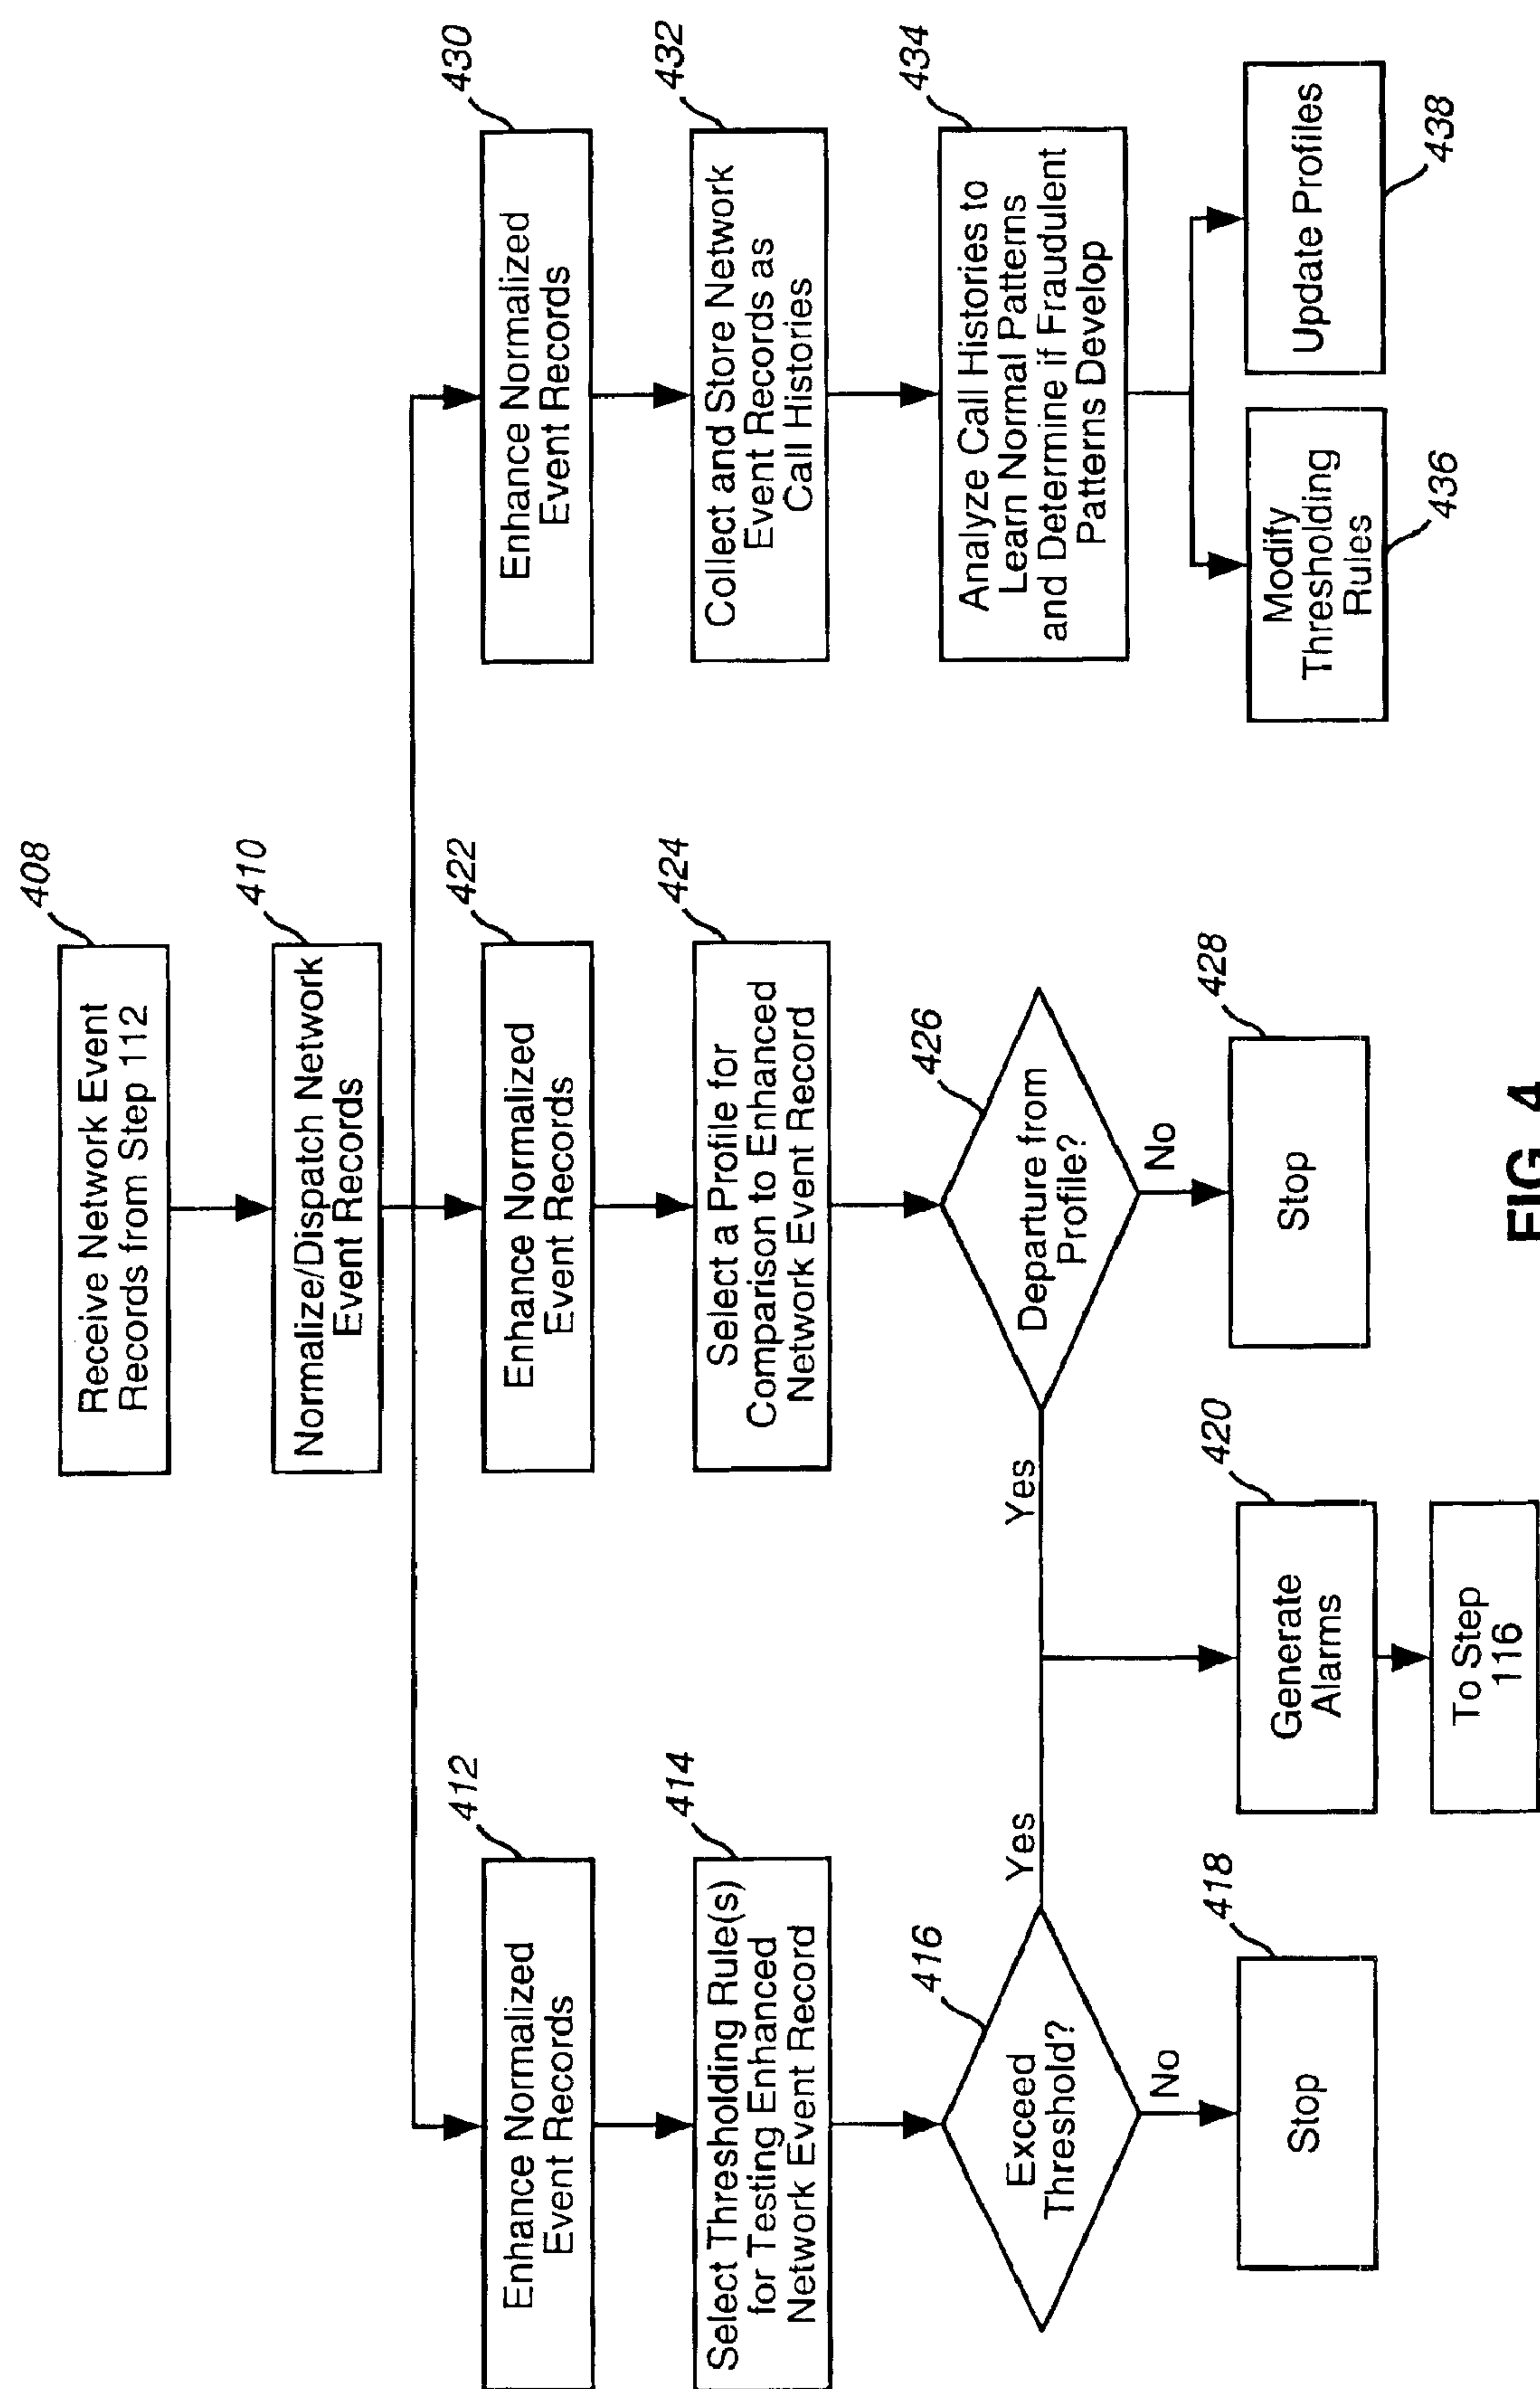 408
Receive Network Event
Records from Step 112
410
Normalize/Dispatch Network
Event Records
412
Enhance Normalized
Event Records
414
Select Thresholding Rule(s)
for Testing Enhanced
Network Event Record
416
Exceed
Threshold?
Yes
No
418
Stop
422
Enhance Normalized
Event Records
424
Select a Profile for
Comparison to Enhanced
Network Event Record
426
Departure from
Profile?
Yes
No
428
Stop
420
Generate
Alarms
To Step
116
430
Enhance Normalized
Event Records
432
Collect and Store Network
Event Records as
Call Histories
434
Analyze Call Histories to
Learn Normal Patterns
and Determine if Fraudulent
Patterns Develop
Modify
Thresholding
Rules
436
Update Profiles
438
FIG_4